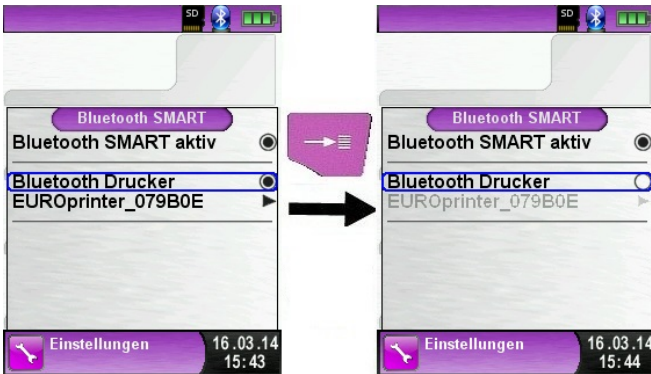 SD
Bluetooth SMART
Bluetooth SMART aktiv
Bluetooth Drucker
EUROprinter_079B0E
Einstellungen
16.03.14
15:43
SD
Bluetooth SMART
Bluetooth SMART aktiv
Bluetooth Drucker
EUROprinter_079B0E
Einstellungen
16.03.14
15:44